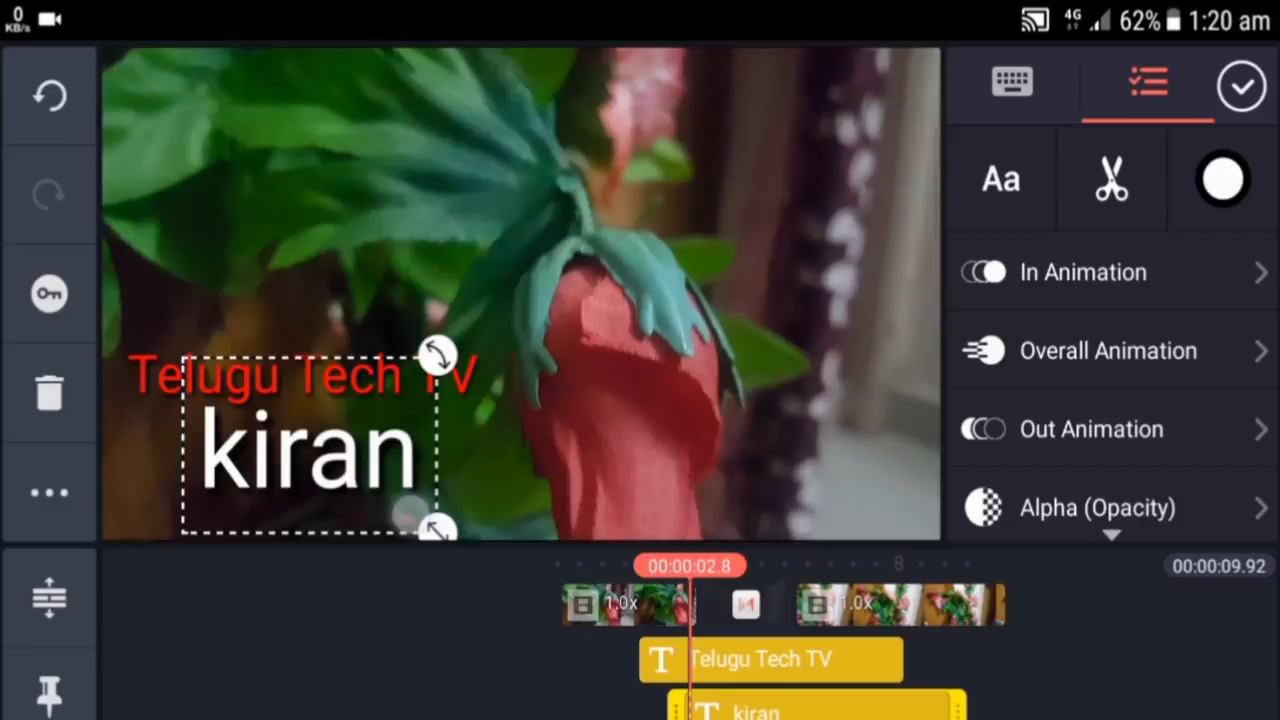 0
KB/s
4G 62% 1:20 am
Aa
In Animation
Overall Animation
Out Animation
Alpha (Opacity)
Telugu Tech TV
kiran
00:00:02.8
8
00:00:09.92
1.0x
1.0x
T Telugu Tech TV
T kiran